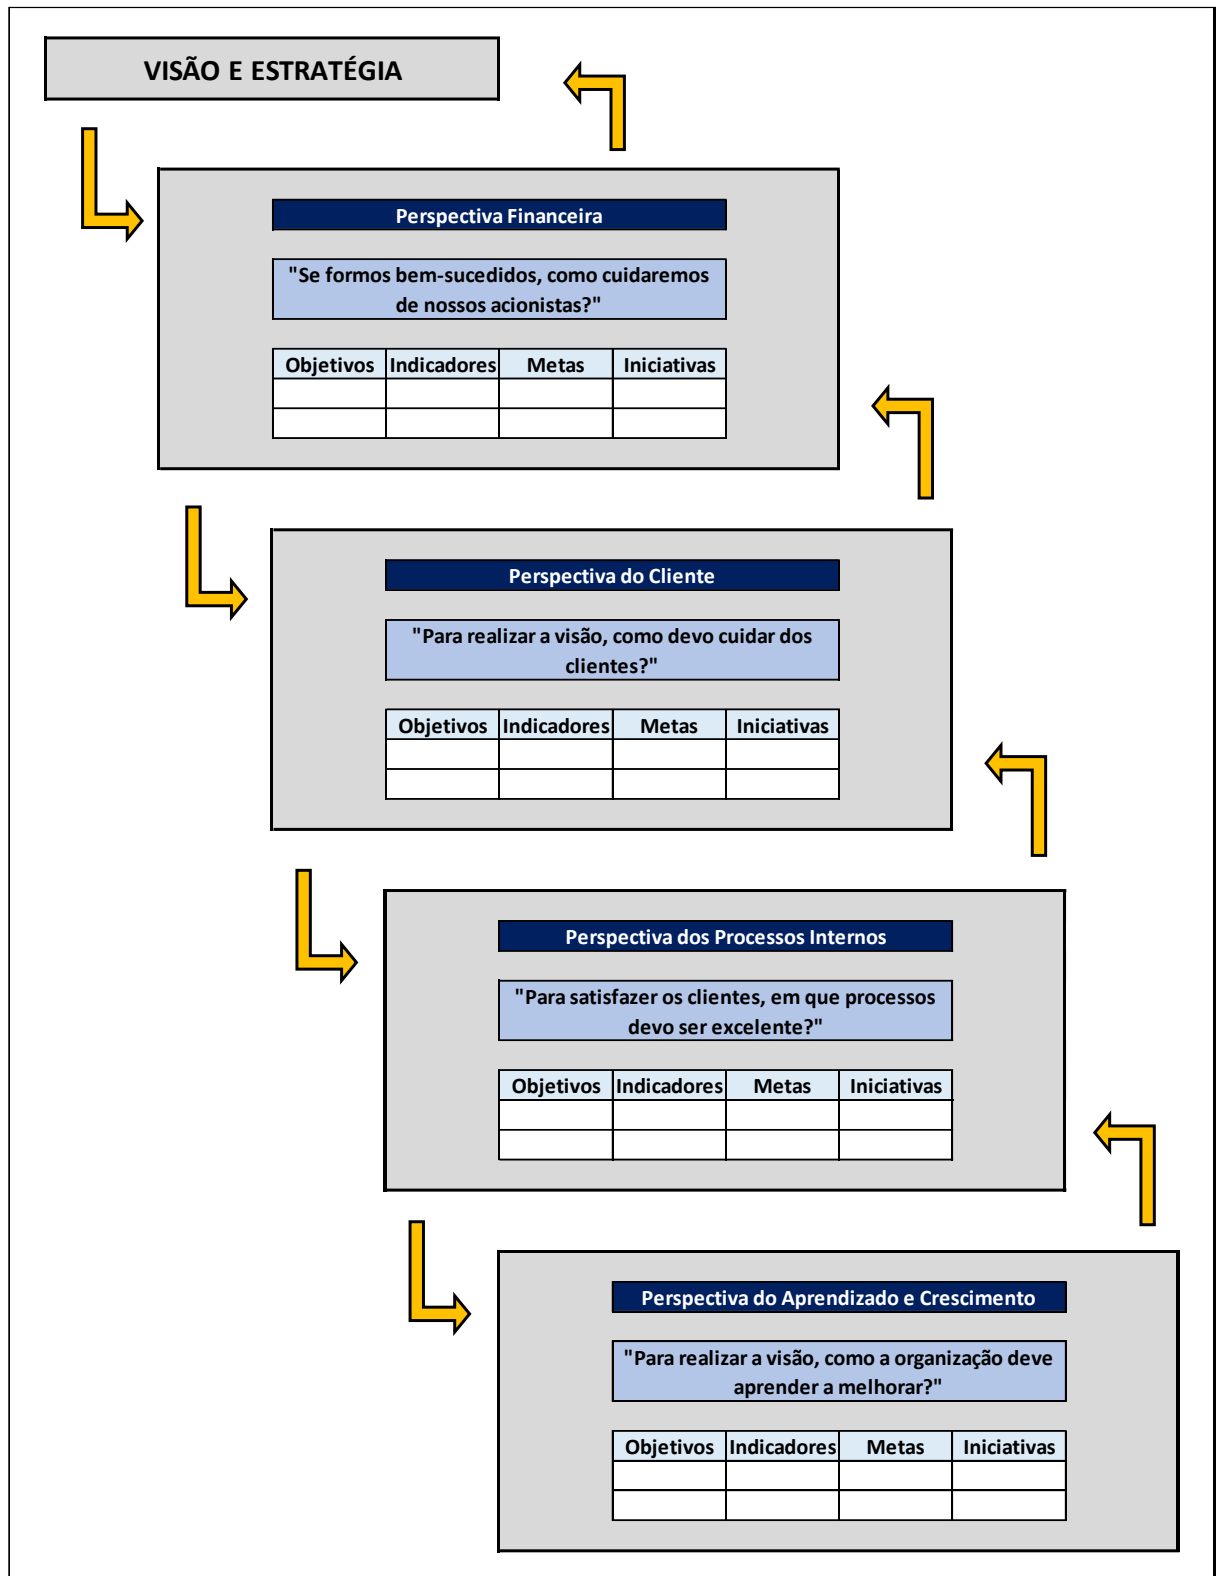 VISÃO E ESTRATÉGIA
Perspectiva Financeira
"Se formos bem-sucedidos, como cuidaremos
de nossos acionistas?"
Objetivos Indicadores Metas Iniciativas
Perspectiva do Cliente
"Para realizar a visão, como devo cuidar dos
clientes?"
Objetivos Indicadores Metas Iniciativas
Perspectiva dos Processos Internos
"Para satisfazer os clientes, em que processos
devo ser excelente?"
Objetivos Indicadores Metas Iniciativas
Perspectiva do Aprendizado e Crescimento
"Para realizar a visão, como a organização deve
aprender a melhorar?"
Objetivos Indicadores Metas Iniciativas